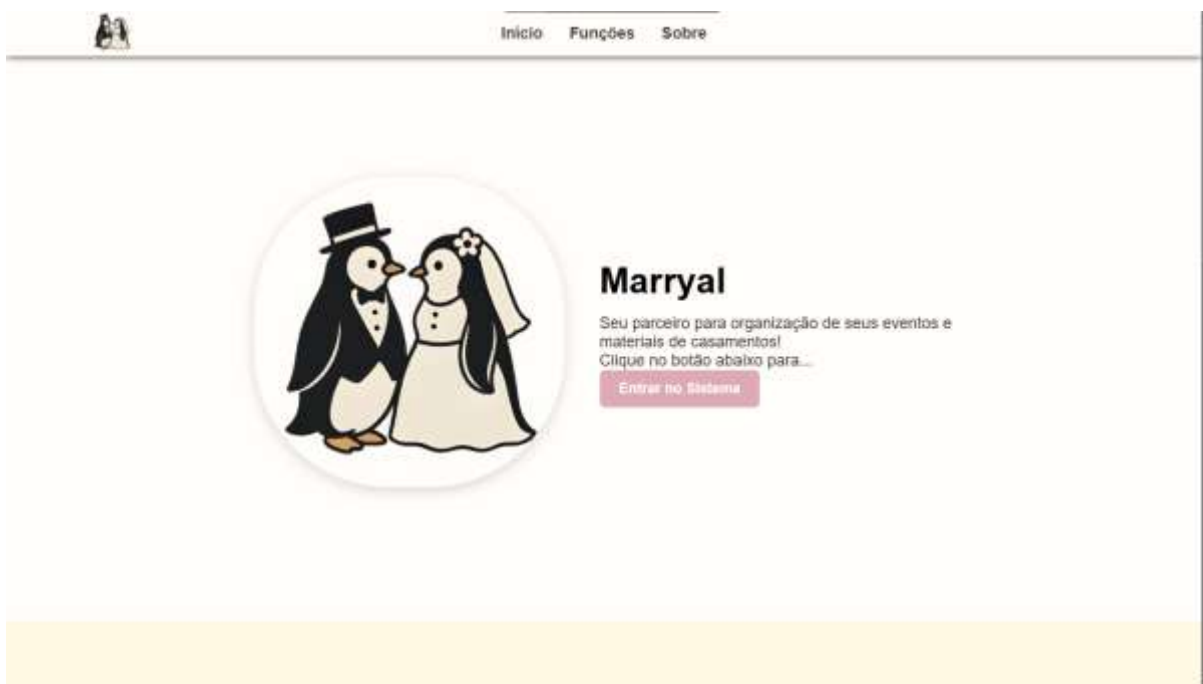 Início Funções Sobre
Marryal
Seu parceiro para organização de seus eventos e
materiais de casamentos!
Clique no botão abaixo para...
Entrar no Sistema